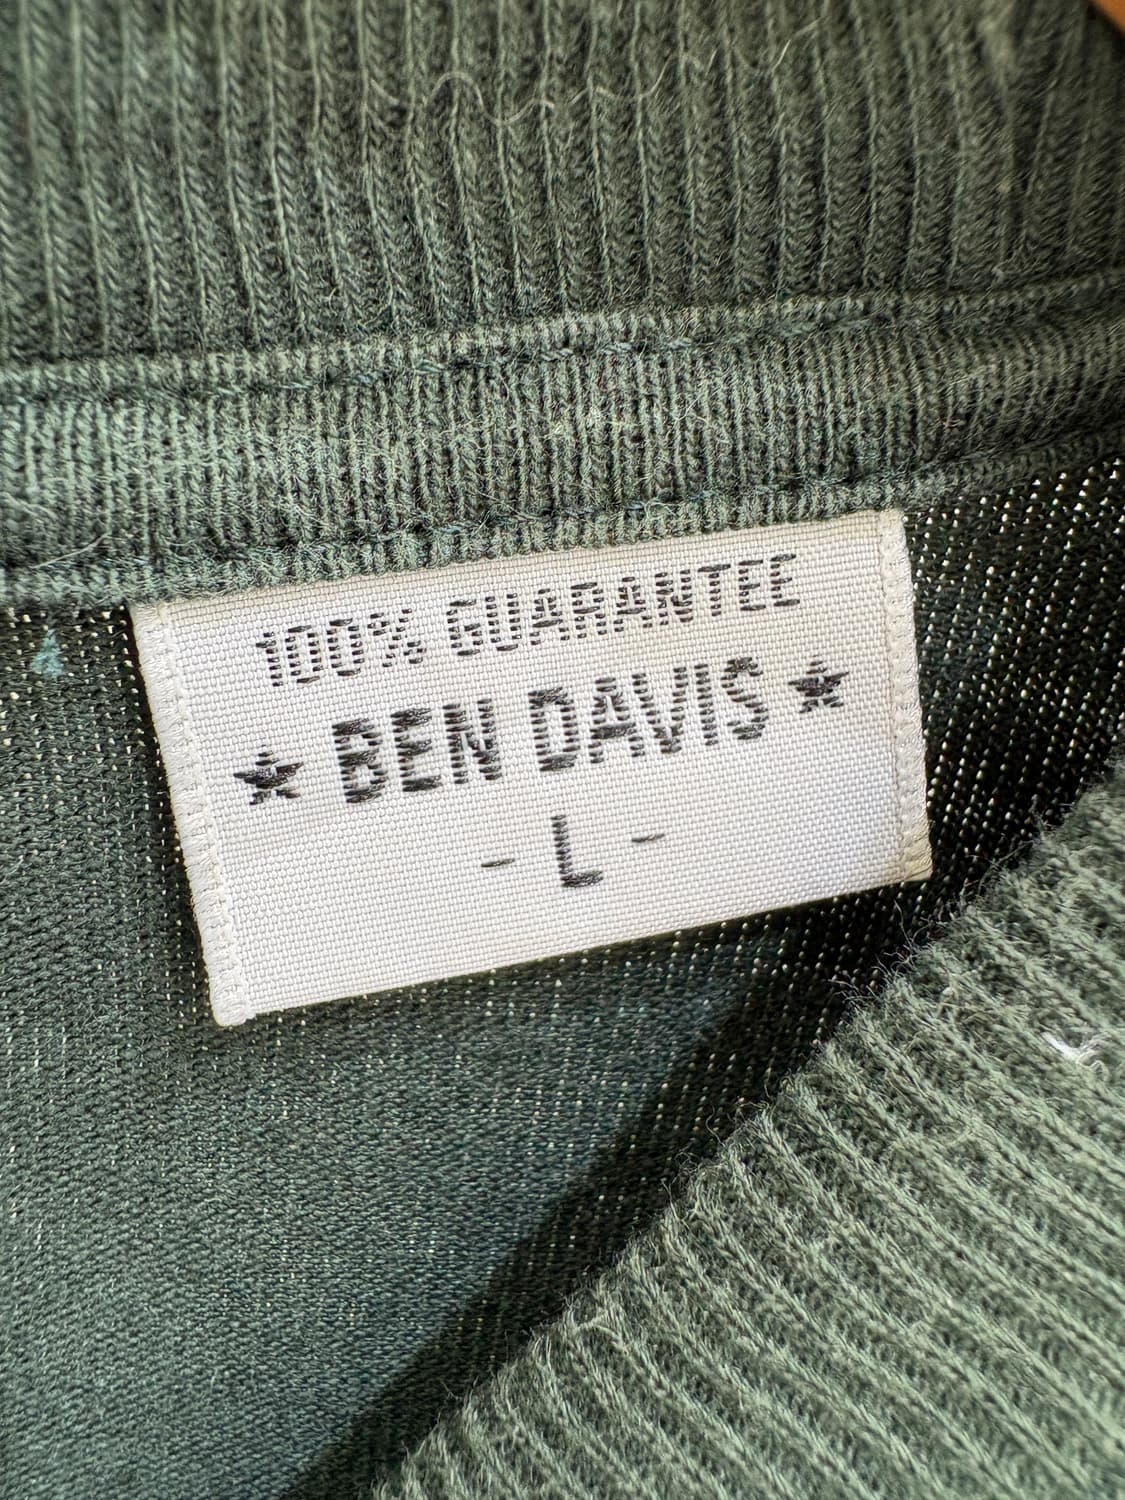 100% GUARANTEE
★ BEN DAVIS ★
- L -